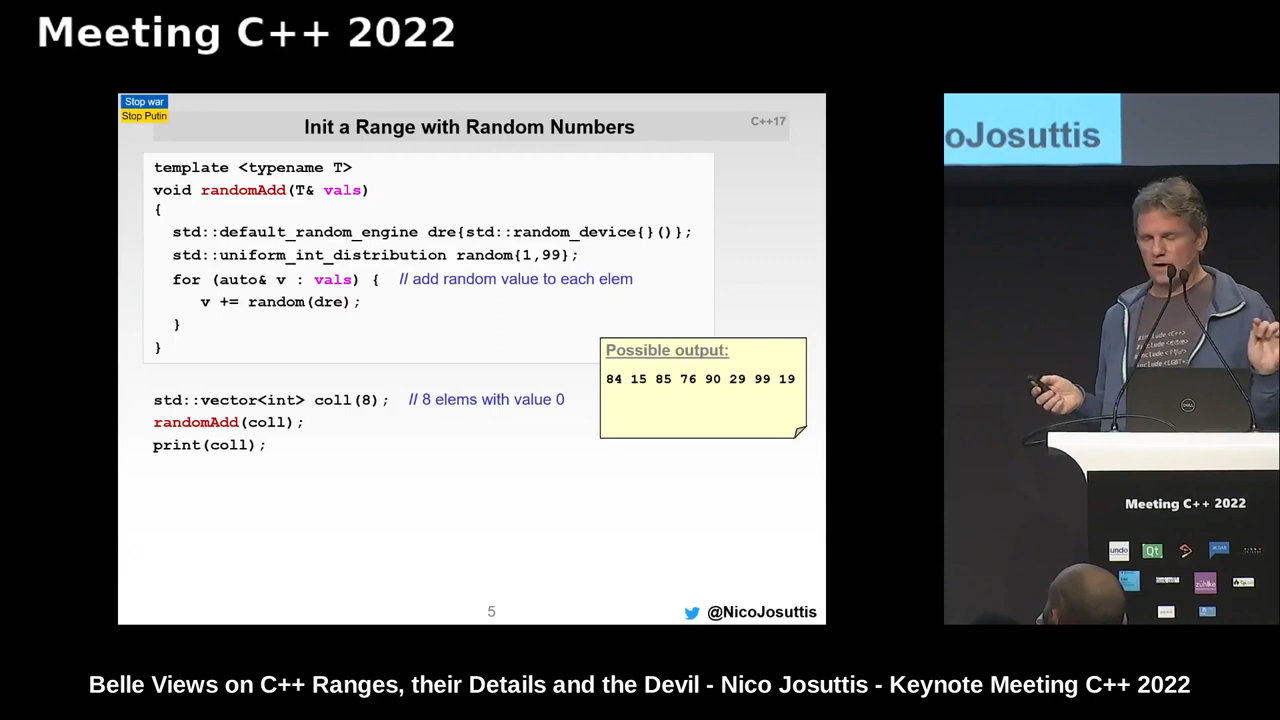 Meeting C++ 2022
Stop war
Stop Putin
Init a Range with Random Numbers
C++17
template <typename T>
void randomAdd(T& vals)
{
std::default_random_engine dre{std::random_device{}()};
std::uniform_int_distribution random{1,99};
for (auto& v : vals) { // add random value to each elem
v += random(dre);
}
}
Possible output:
84 15 85 76 90 29 99 19
std::vector<int> coll(8); // 8 elems with value 0
randomAdd(coll);
print(coll);
5
@NicoJosuttis
oJosuttis
DELL
Meeting C++ 2022
undo
Qt
zühlke
Belle Views on C++ Ranges, their Details and the Devil - Nico Josuttis - Keynote Meeting C++ 2022